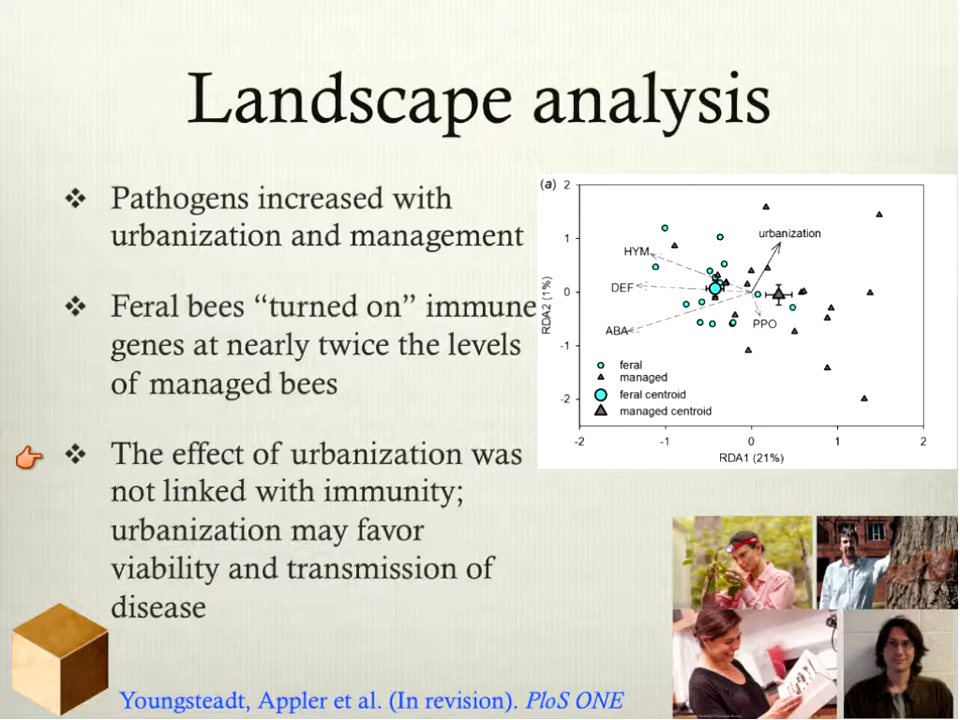 Landscape analysis
Pathogens increased with
urbanization and management
Feral bees “turned on” immune
genes at nearly twice the levels
of managed bees
The effect of urbanization was
not linked with immunity;
urbanization may favor
viability and transmission of
disease
Youngsteadt, Appler et al. (In revision). PloS ONE
(a)
2
1
0
-1
-2
RDA2 (1%)
urbanization
HYM
DEF
ABA
PPO
feral
managed
feral centroid
managed centroid
-2 -1 0 1 2
RDA1 (21%)